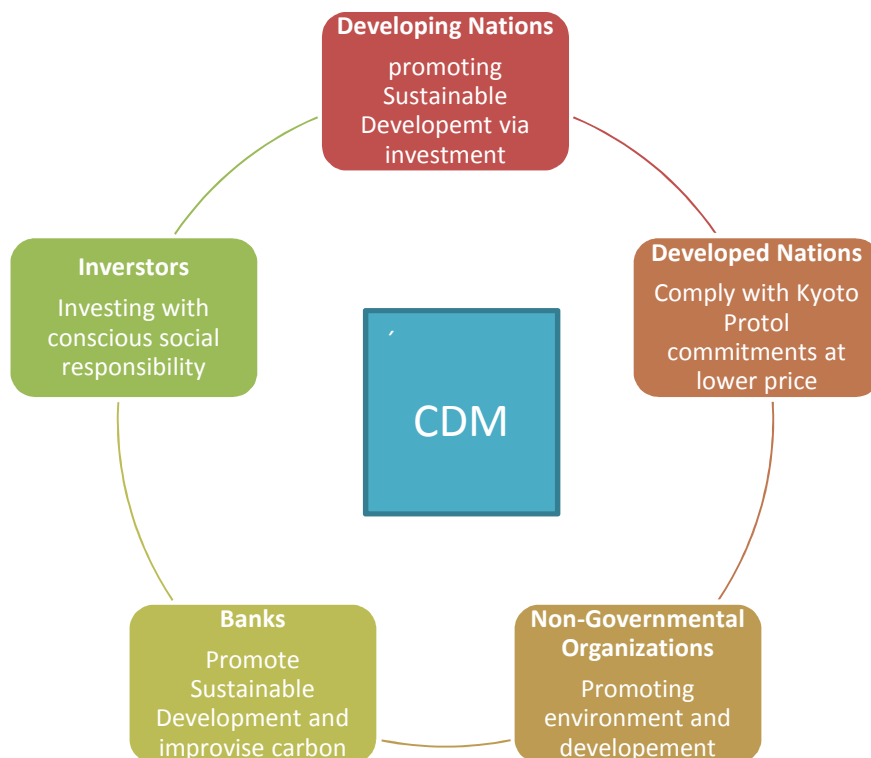 Developing Nations
promoting
Sustainable
Developemt via
investment
Developed Nations
Comply with Kyoto
Protol
commitments at
lower price
Non-Governmental
Organizations
Promoting
environment and
developement
Banks
Promote
Sustainable
Development and
improvise carbon
Inverstors
Investing with
conscious social
responsibility
CDM